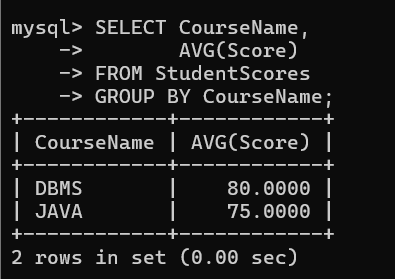 mysql> SELECT CourseName,
    ->        AVG(Score)
    -> FROM StudentScores
    -> GROUP BY CourseName;
+------------+------------+
| CourseName | AVG(Score) |
+------------+------------+
| DBMS       |    80.0000 |
| JAVA       |    75.0000 |
+------------+------------+
2 rows in set (0.00 sec)